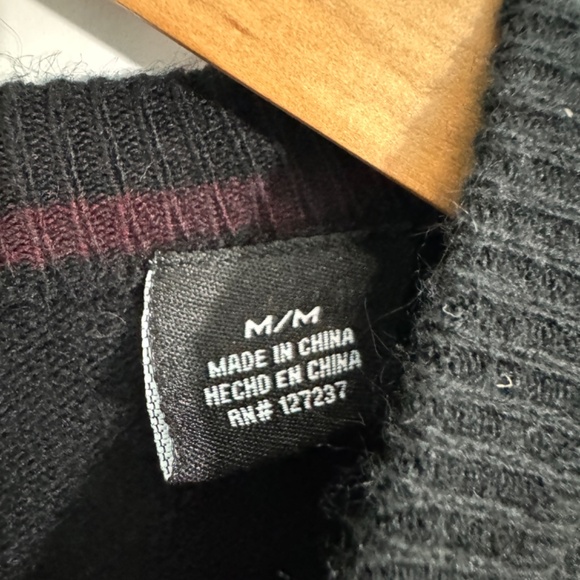 M/M
MADE IN CHINA
HECHO EN CHINA
RN# 127237